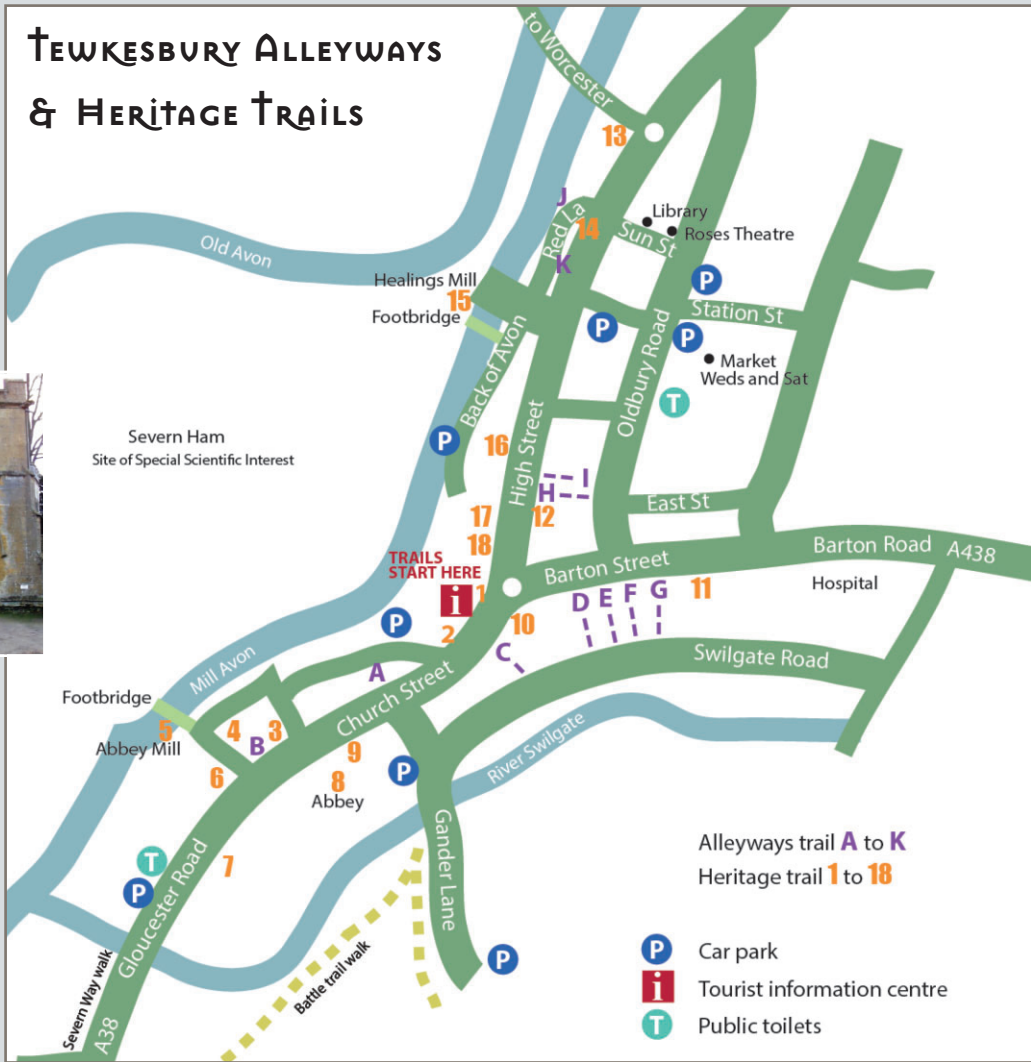 Tewkesbury Alleyways
& Heritage Trails
to Worcester
13
J
Library
Roses Theatre
Red La
14
Sun St
K
Old Avon
Healings Mill
15
Footbridge
P
Station St
P
P
Market
Weds and Sat
T
Back of Avon
High Street
Oldbury Road
Severn Ham
Site of Special Scientific Interest
P
16
I
H
17
12
East St
18
TRAILS
START HERE
i
1
Barton Street
Barton Road A438
Hospital
D
E
F
G
11
P
2
10
C
Swilgate Road
Mill Avon
A
Church Street
Footbridge
5
Abbey Mill
4
B
3
6
9
8
Abbey
P
River Swilgate
7
T
P
Gloucester Road
Gander Lane
Alleyways trail A to K
Heritage trail 1 to 18
P Car park
i Tourist information centre
T Public toilets
P
Battle trail walk
Severn Way walk
A38